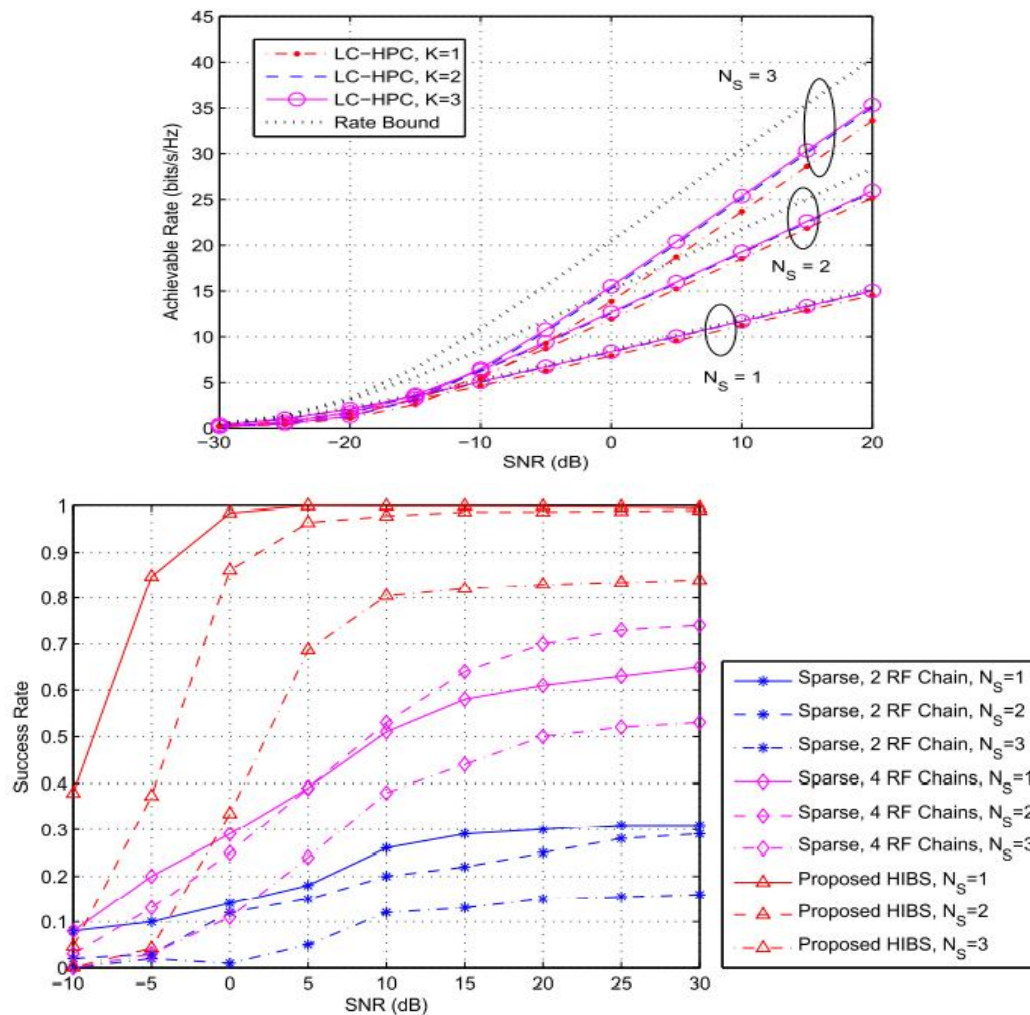 45
40
35
30
25
20
15
10
5
0
Achievable Rate (bits/s/Hz)
LC−HPC, K=1
LC−HPC, K=2
LC−HPC, K=3
Rate Bound
N_S = 3
N_S = 2
N_S = 1
−30
−20
−10
0
10
20
SNR (dB)
1
0.9
0.8
0.7
0.6
0.5
0.4
0.3
0.2
0.1
0
Success Rate
−10
−5
0
5
10
15
20
25
30
SNR (dB)
Sparse, 2 RF Chain, N_S=1
Sparse, 2 RF Chain, N_S=2
Sparse, 2 RF Chain, N_S=3
Sparse, 4 RF Chains, N_S=1
Sparse, 4 RF Chains, N_S=2
Sparse, 4 RF Chains, N_S=3
Proposed HIBS, N_S=1
Proposed HIBS, N_S=2
Proposed HIBS, N_S=3